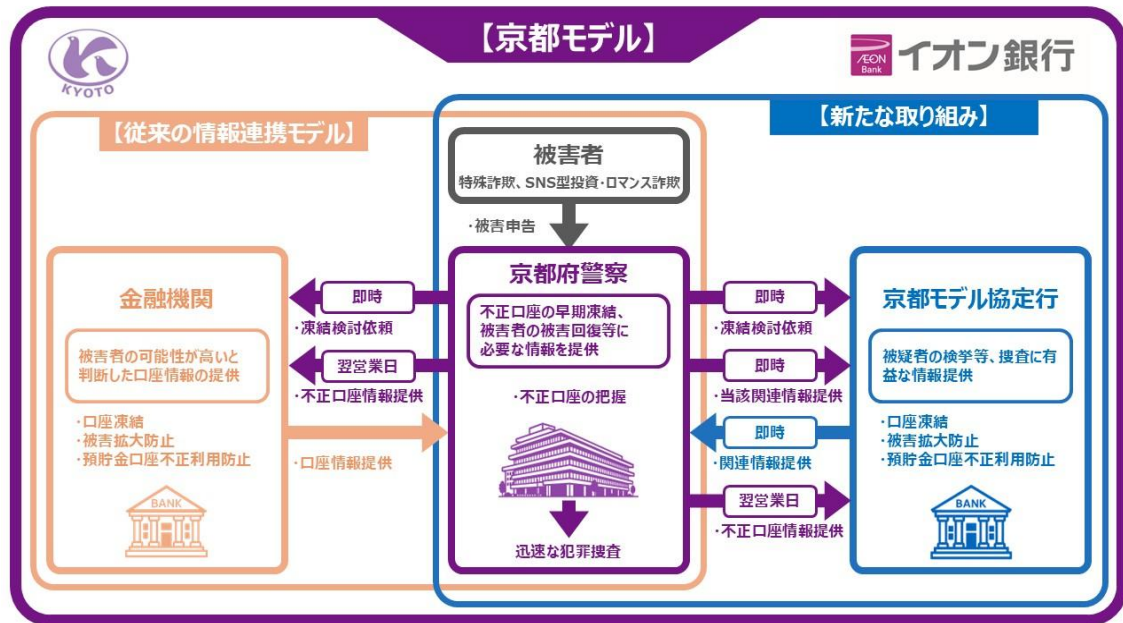 【京都モデル】
KYOTO
AEON
Bank
イオン銀行
【従来の情報連携モデル】
【新たな取り組み】
被害者
特殊詐欺、SNS型投資・ロマンス詐欺
・被害申告
金融機関
被害者の可能性が高いと
判断した口座情報の提供
・口座凍結
・被害拡大防止
・預貯金口座不正利用防止
BANK
即時
・凍結検討依頼
翌営業日
・不正口座情報提供
・口座情報提供
京都府警察
不正口座の早期凍結、
被害者の被害回復等に
必要な情報を提供
・不正口座の把握
迅速な犯罪捜査
即時
・凍結検討依頼
即時
・当該関連情報提供
即時
・関連情報提供
翌営業日
・不正口座情報提供
京都モデル協定行
被疑者の検挙等、捜査に有
益な情報提供
・口座凍結
・被害拡大防止
・預貯金口座不正利用防止
BANK